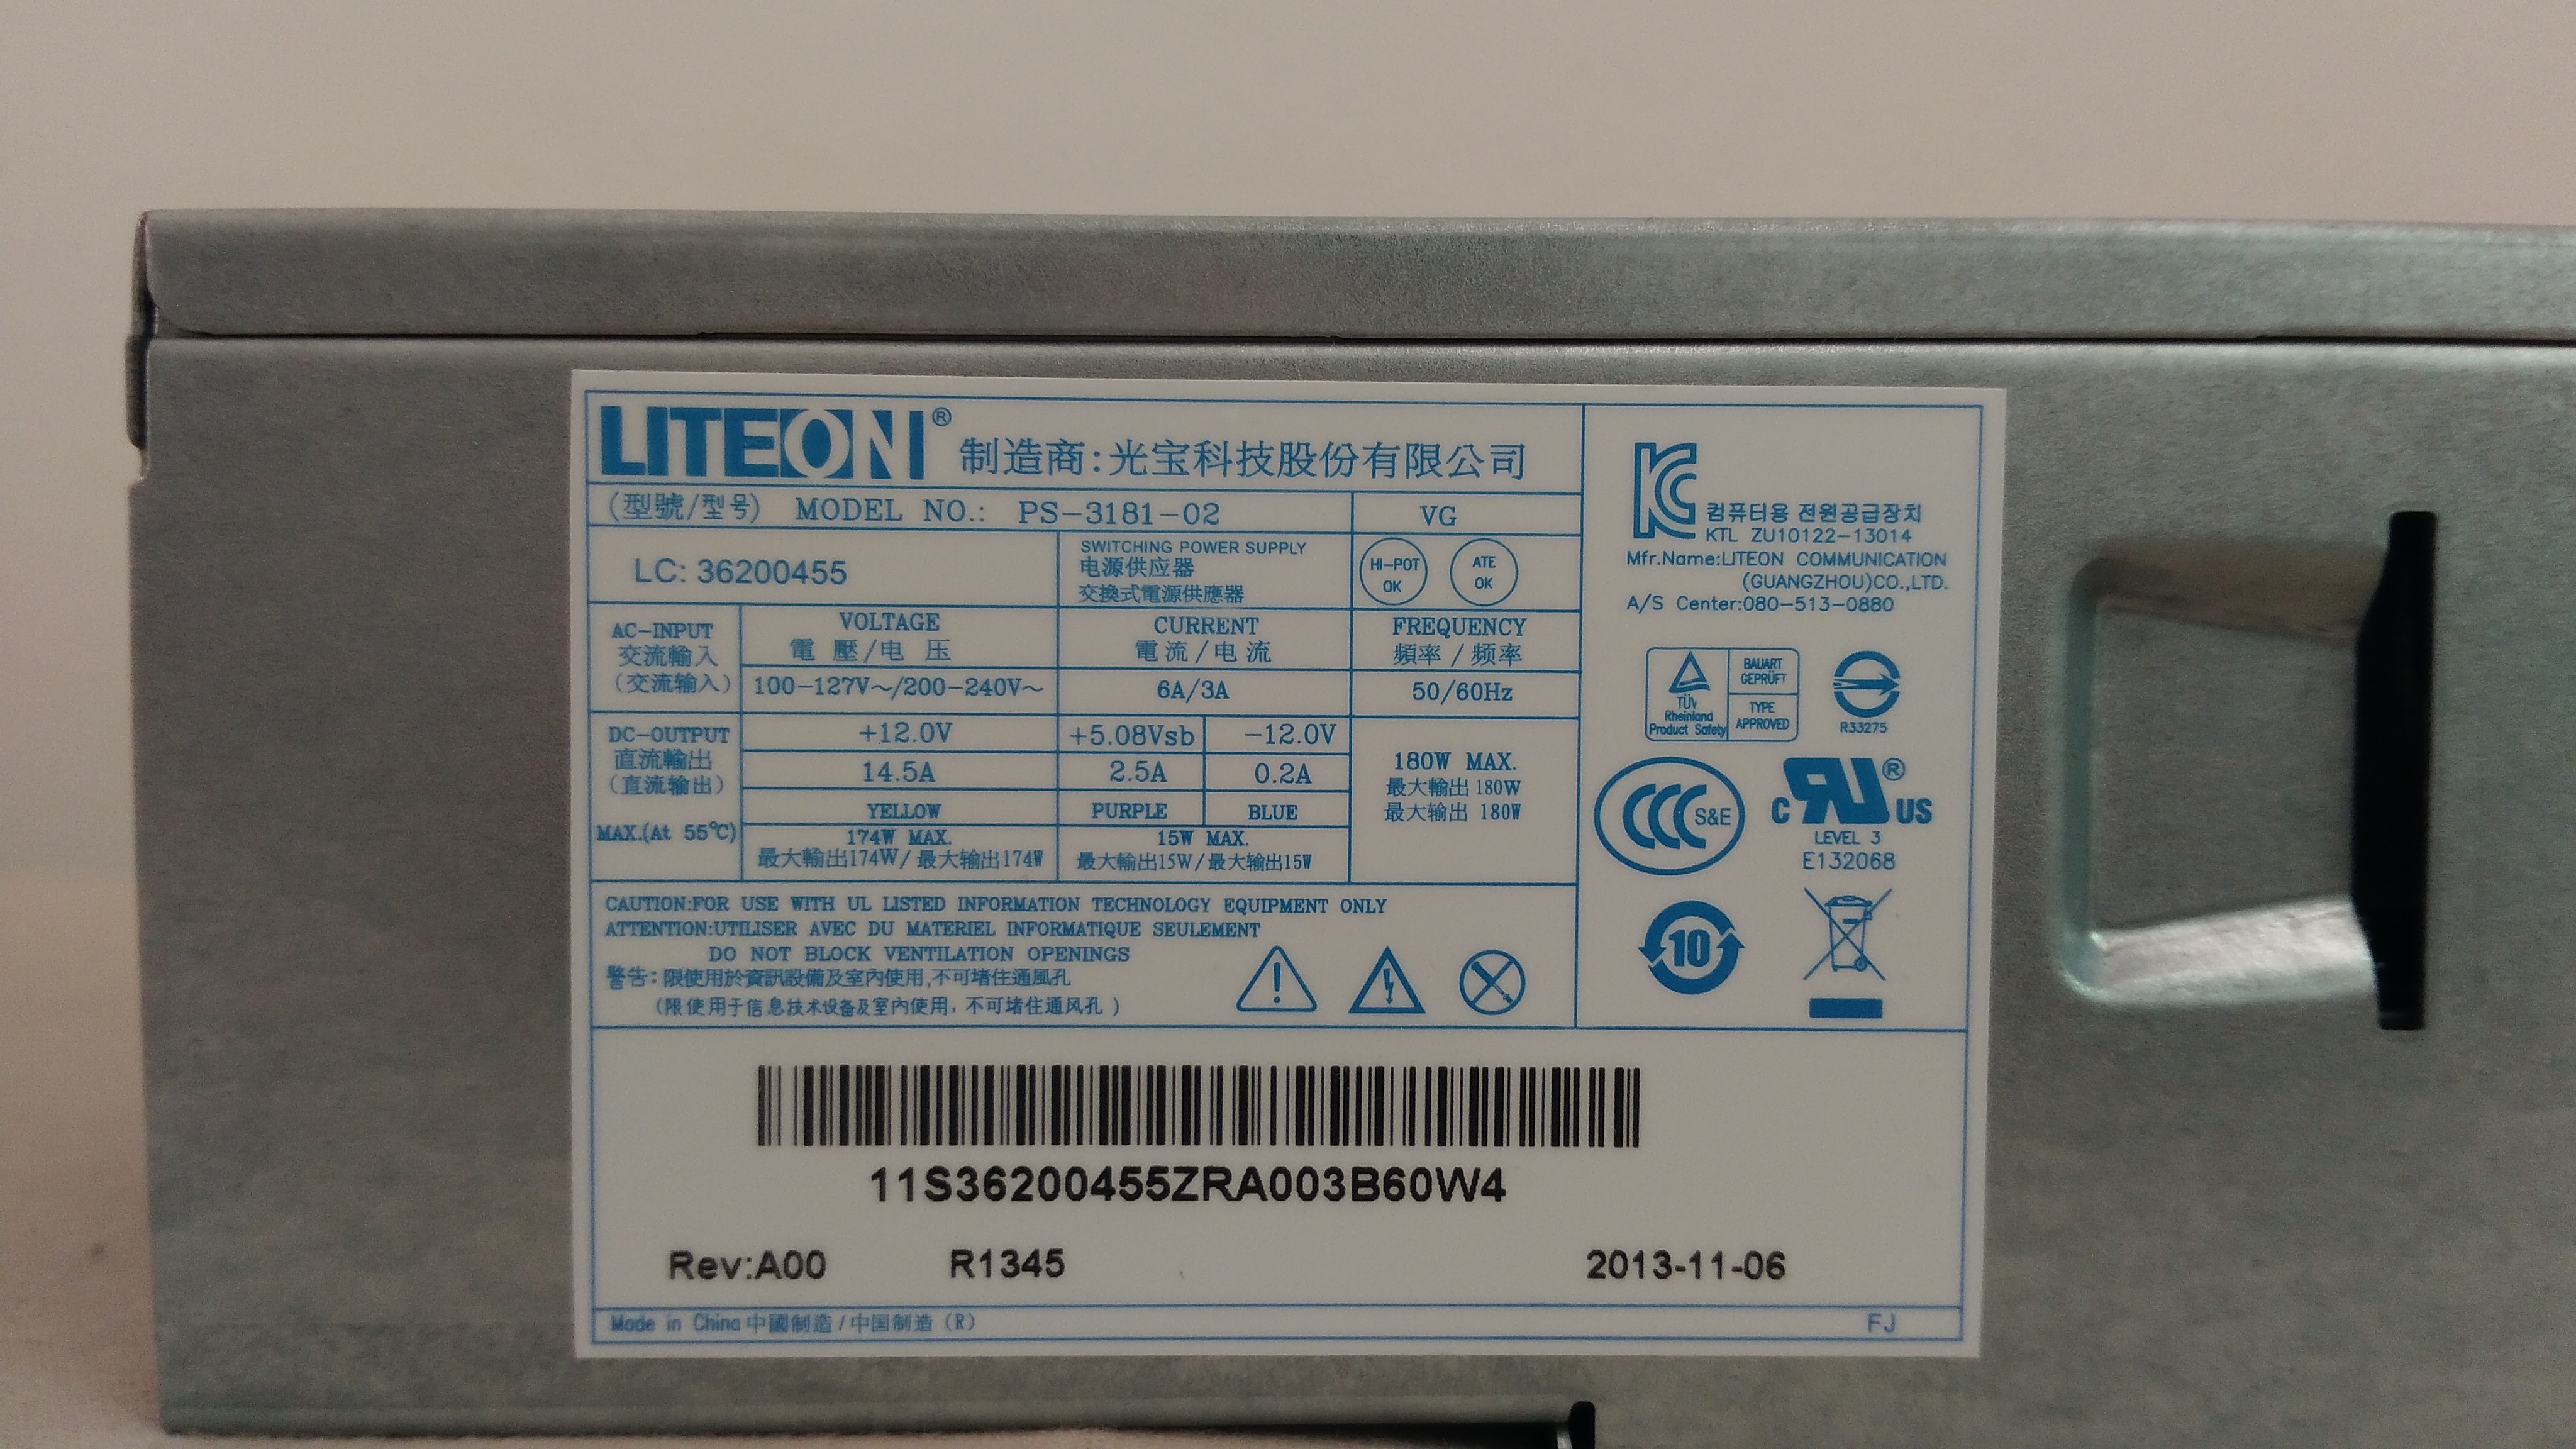 LITEON® 制造商:光宝科技股份有限公司
(型號/型号) MODEL NO.: PS-3181-02 VG
LC: 36200455
SWITCHING POWER SUPPLY
电源供应器
交換式電源供應器
HI-POT OK
ATE OK
AC-INPUT
交流輸入
(交流输入)
VOLTAGE
電 壓/电 压
CURRENT
電流/电流
FREQUENCY
頻率/频率
100-127V~/200-240V~ 6A/3A 50/60Hz
DC-OUTPUT
直流輸出
(直流输出)
MAX.(At 55℃)
+12.0V +5.08Vsb -12.0V
14.5A 2.5A 0.2A
YELLOW PURPLE BLUE
174W MAX.
最大輸出174W/最大输出174W
15W MAX.
最大輸出15W/最大输出15W
180W MAX.
最大輸出 180W
最大输出 180W
CAUTION:FOR USE WITH UL LISTED INFORMATION TECHNOLOGY EQUIPMENT ONLY
ATTENTION:UTILISER AVEC DU MATERIEL INFORMATIQUE SEULEMENT
DO NOT BLOCK VENTILATION OPENINGS
警告:限使用於資訊設備及室內使用,不可堵住通風孔
(限使用于信息技术设备及室内使用,不可堵住通风孔)
KC
컴퓨터용 전원공급장치
KTL ZU10122-13014
Mfr.Name:LITEON COMMUNICATION
(GUANGZHOU)CO.,LTD.
A/S Center:080-513-0880
TÜV
Rheinland
Product Safety
BAUART
GEPRÜFT
TYPE
APPROVED
R33275
CCC S&E
C RU® US
LEVEL 3
E132068
10
11S36200455ZRA003B60W4
Rev:A00 R1345 2013-11-06
Made in China 中國制造/中国制造 (R) FJ